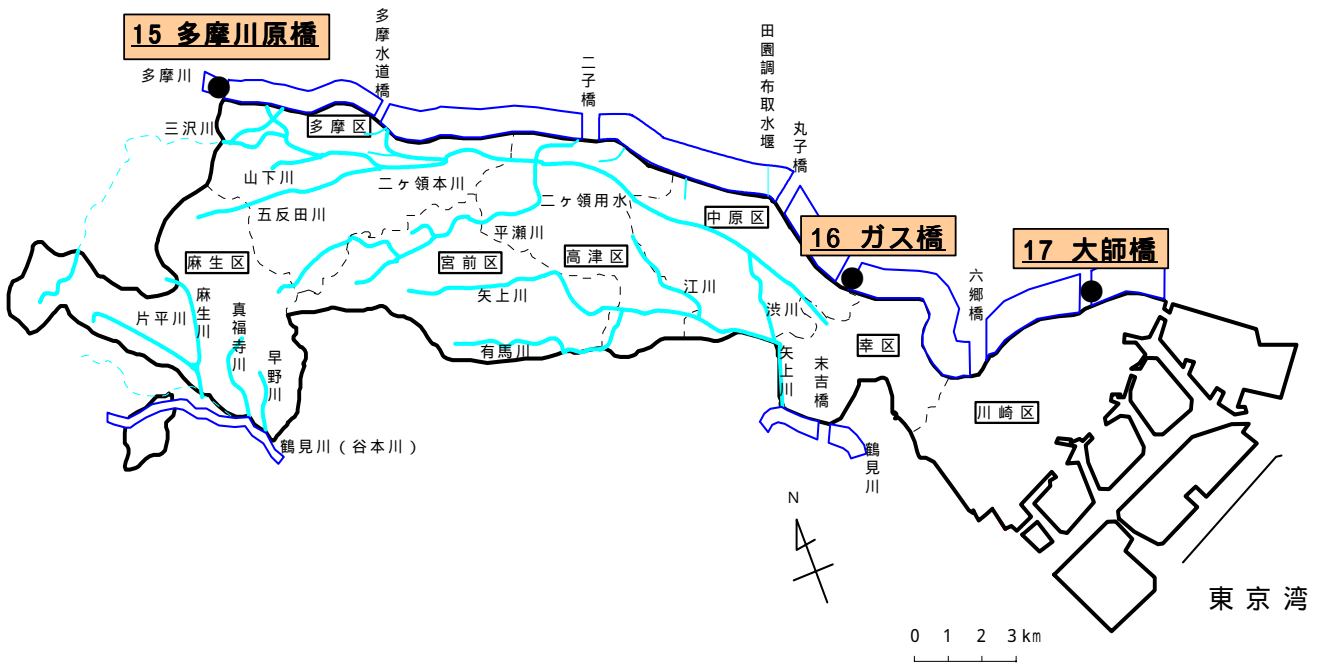 15 多摩川原橋
多摩水道橋
二子橋
田園調布取水堰
丸子橋
多摩川
三沢川
多摩区
山下川
二ヶ領本川
二ヶ領用水
五反田川
中原区
16 ガス橋
17 大師橋
六郷橋
平瀬川
麻生区
宮前区
高津区
麻生川
片平川
真福寺川
早野川
矢上川
江川
渋川
有馬川
矢上川
末吉橋
幸区
川崎区
鶴見川(谷本川)
鶴見川
N
東京湾
0 1 2 3km